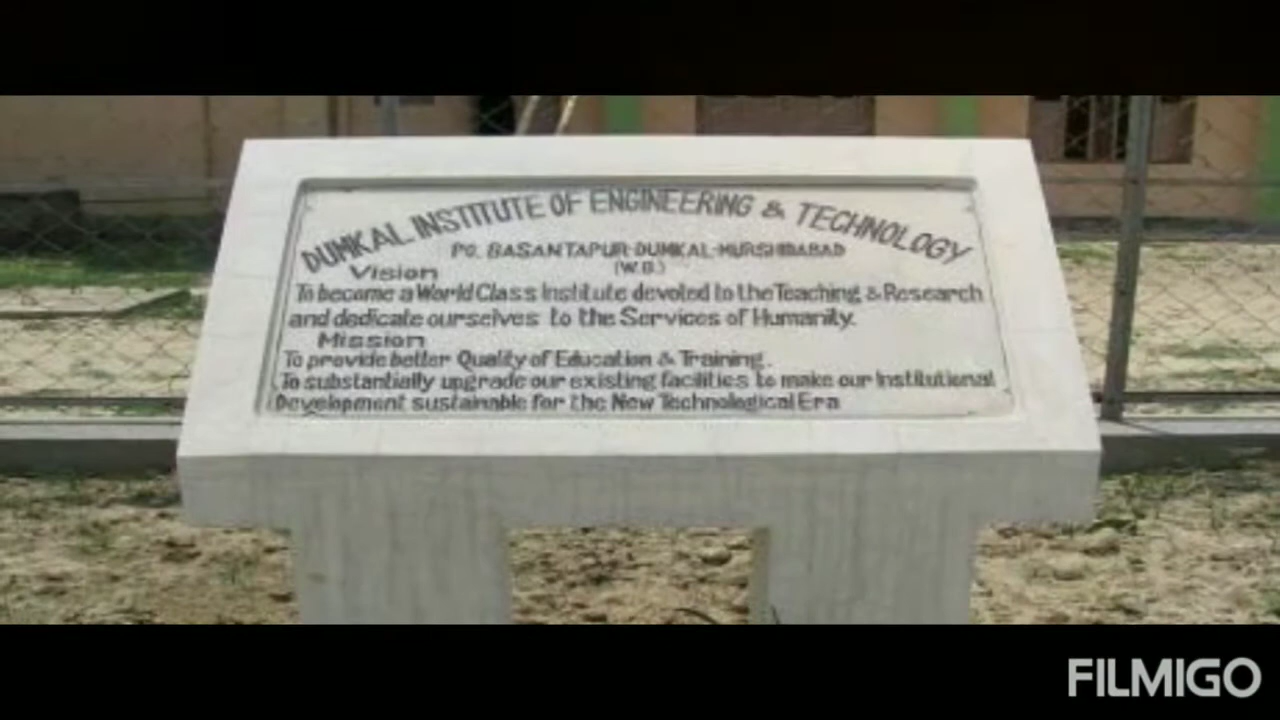 DUMKAL INSTITUTE OF ENGINEERING & TECHNOLOGY
PO. BASANTAPUR-DUMKAL-MURSHIDABAD
(W.B.)
Vision
To become a World Class Institute devoted to the Teaching & Research
and dedicate ourselves to the Services of Humanity.
Mission
To provide better Quality of Education & Training.
To substantially upgrade our existing facilities to make our Institutional
Development sustainable for the New Technological Era
FILMIGO